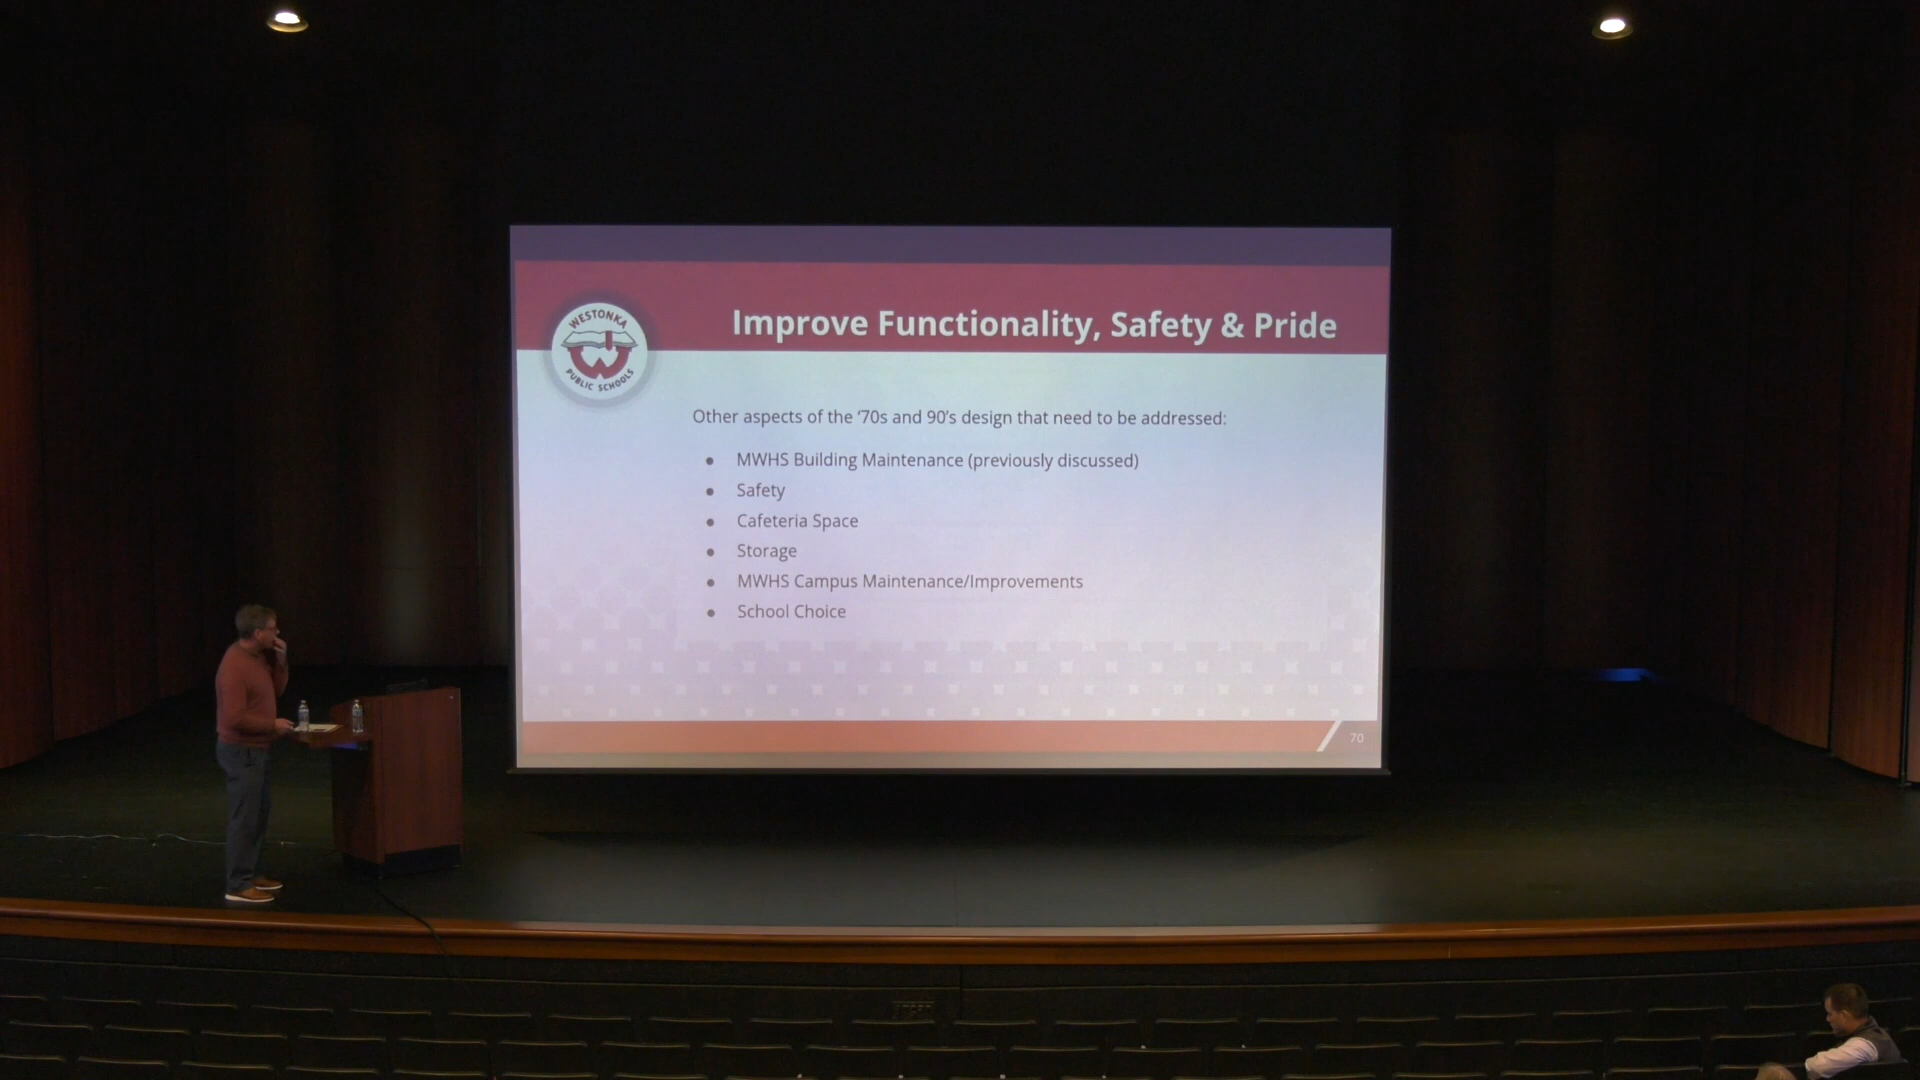 Improve Functionality, Safety & Pride
WESTONKA
W
PUBLIC SCHOOLS
Other aspects of the ‘70s and 90’s design that need to be addressed:
● MWHS Building Maintenance (previously discussed)
● Safety
● Cafeteria Space
● Storage
● MWHS Campus Maintenance/Improvements
● School Choice
70